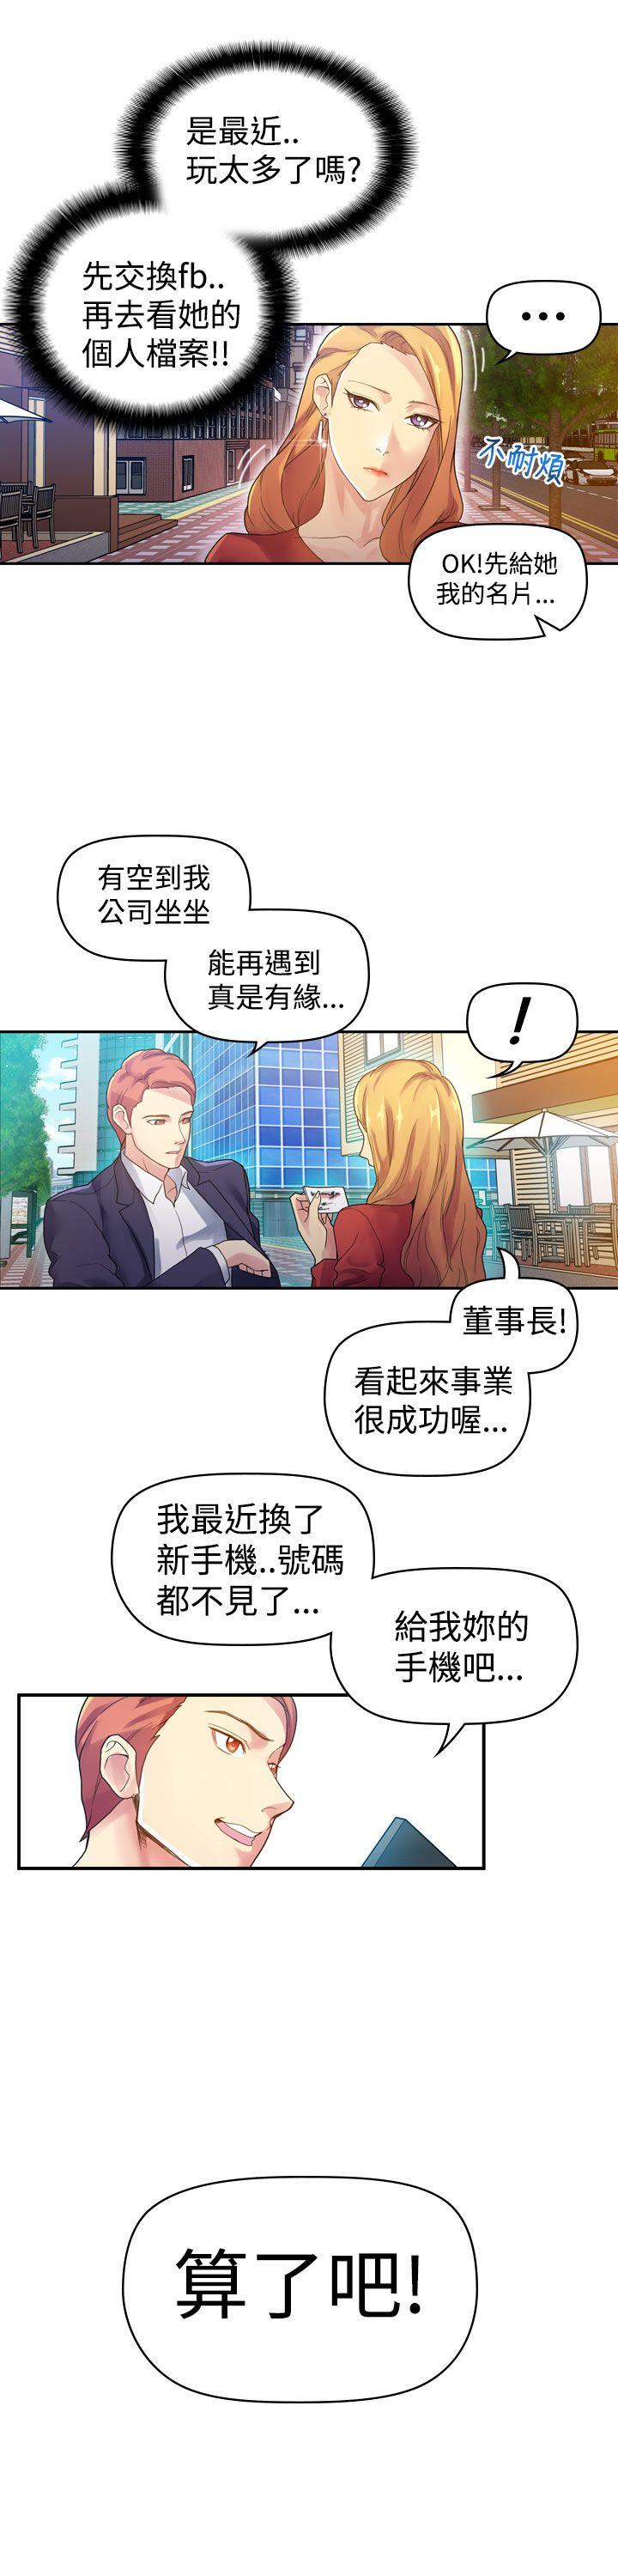 是最近..
玩太多了嗎?
先交換fb..
再去看她的
個人檔案!!
...
不耐煩
OK!先給她
我的名片...
有空到我
公司坐坐
能再遇到
真是有緣...
!
董事長!
看起來事業
很成功喔...
我最近換了
新手機..號碼
都不見了...
給我妳的
手機吧...
算了吧!